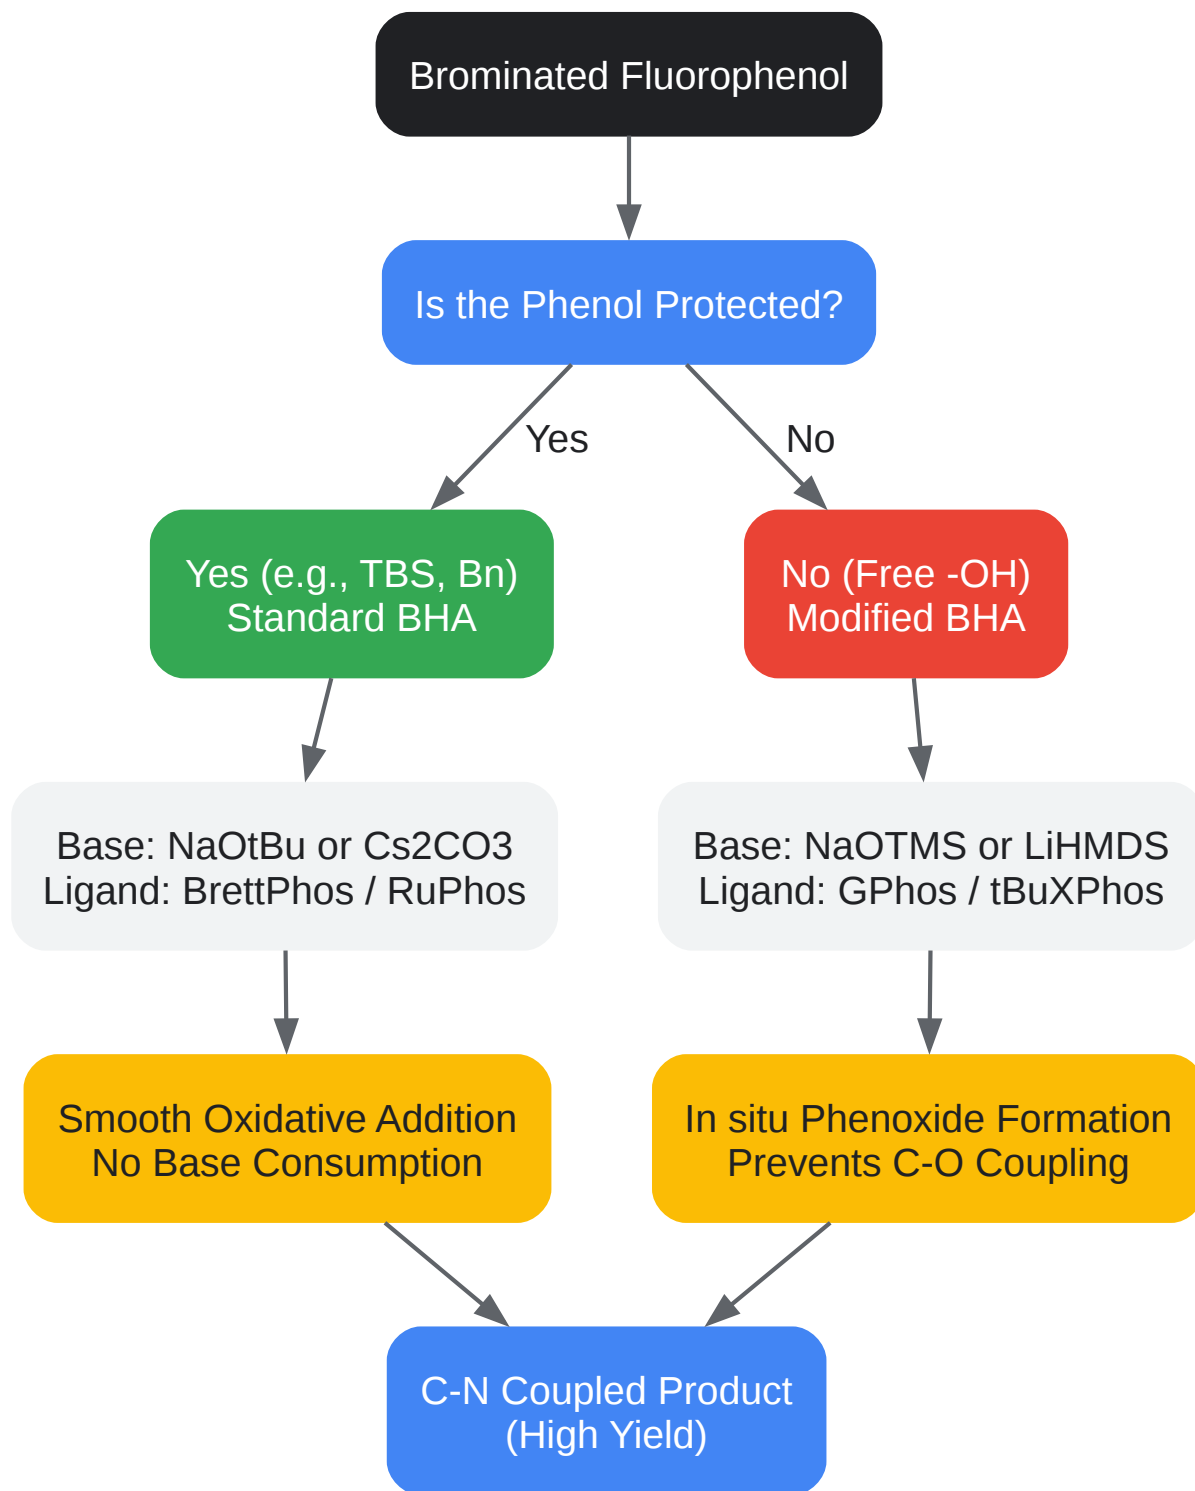 Brominated Fluorophenol
Is the Phenol Protected?
Yes
No
Yes (e.g., TBS, Bn)
Standard BHA
No (Free -OH)
Modified BHA
Base: NaOtBu or Cs2CO3
Ligand: BrettPhos / RuPhos
Base: NaOTMS or LiHMDS
Ligand: GPhos / tBuXPhos
Smooth Oxidative Addition
No Base Consumption
In situ Phenoxide Formation
Prevents C-O Coupling
C-N Coupled Product
(High Yield)